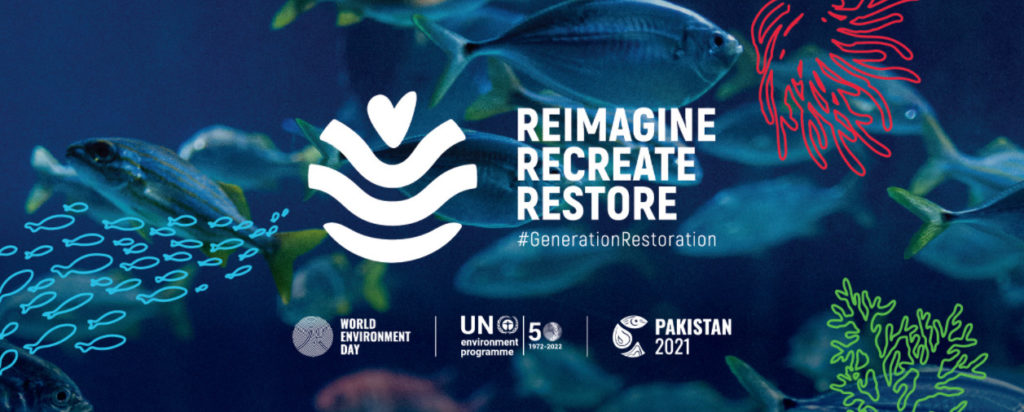 REIMAGINE
RECREATE
RESTORE
#GenerationRestoration
WORLD
ENVIRONMENT
DAY
UN
environment
programme
50
1972-2022
PAKISTAN
2021